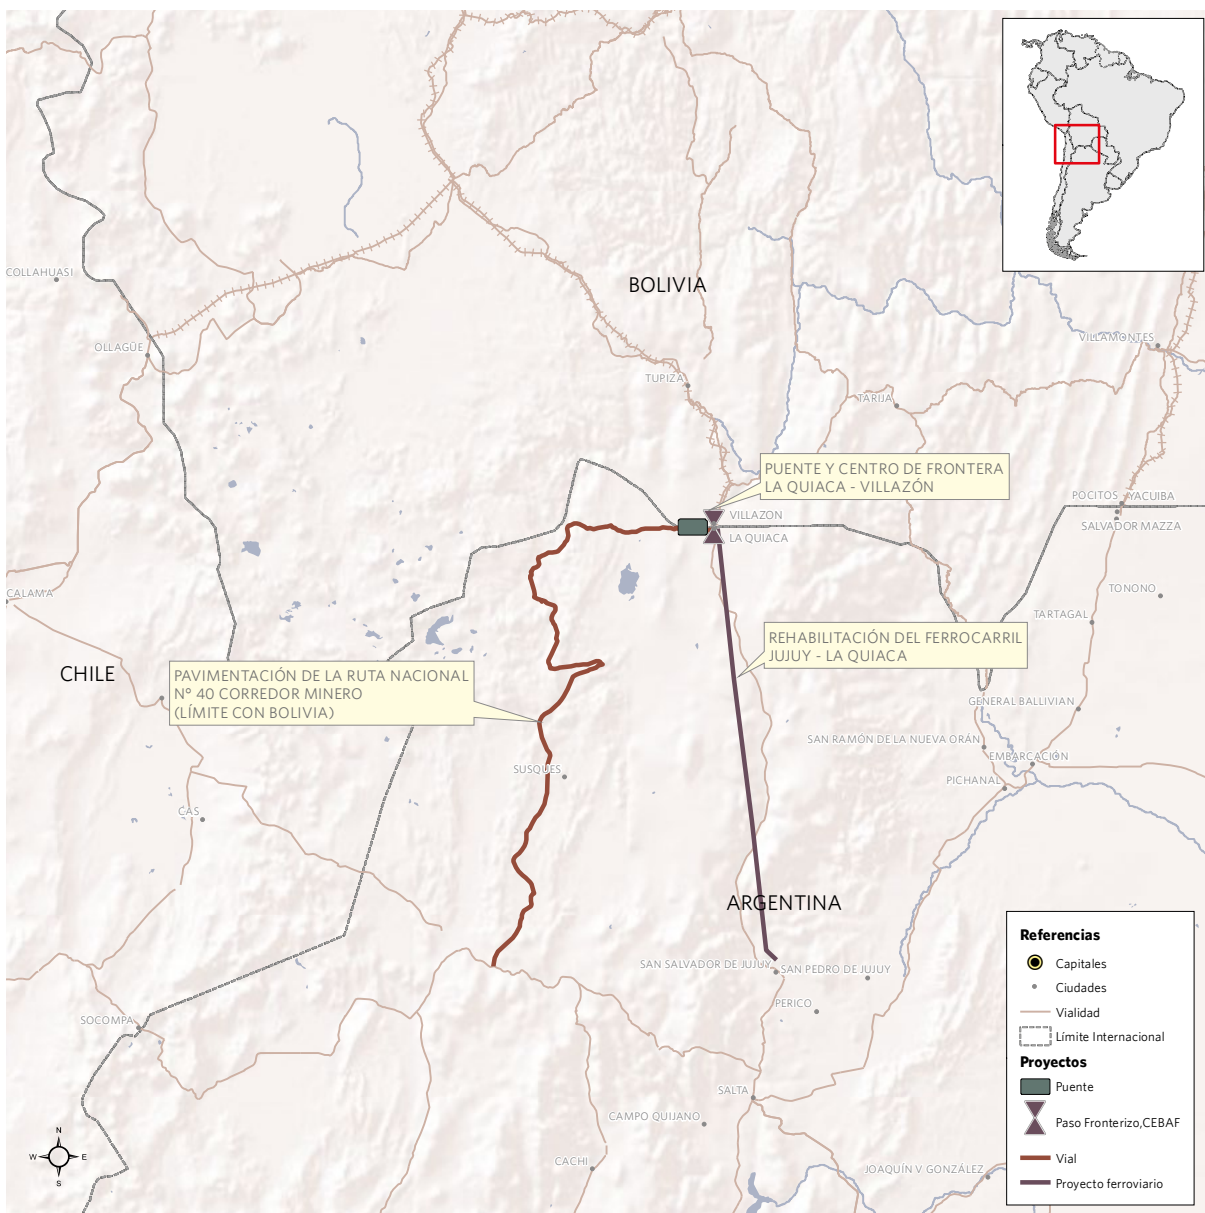 COLLAHUASI
BOLIVIA
OLLAGÜE
VILLAMONTES
TUPIZA
TARIJA
PUENTE Y CENTRO DE FRONTERA
LA QUIACA - VILLAZÓN
POCITOS
YACUIBA
VILLAZON
SALVADOR MAZZA
LA QUIACA
CALAMA
TONONO
TARTAGAL
REHABILITACIÓN DEL FERROCARRIL
JUJUY - LA QUIACA
CHILE
PAVIMENTACIÓN DE LA RUTA NACIONAL
Nº 40 CORREDOR MINERO
(LÍMITE CON BOLIVIA)
GENERAL BALLIVIAN
SAN RAMÓN DE LA NUEVA ORÁN
EMBARCACIÓN
SUSQUES
PICHANAL
CAS
ARGENTINA
SAN SALVADOR DE JUJUY
SAN PEDRO DE JUJUY
PERICO
SOCOMPA
SALTA
CAMPO QUIJANO
CACHI
JOAQUÍN V GONZÁLEZ
N
W
E
S
Referencias
Capitales
Ciudades
Vialidad
Límite Internacional
Proyectos
Puente
Paso Fronterizo,CEBAF
Vial
Proyecto ferroviario